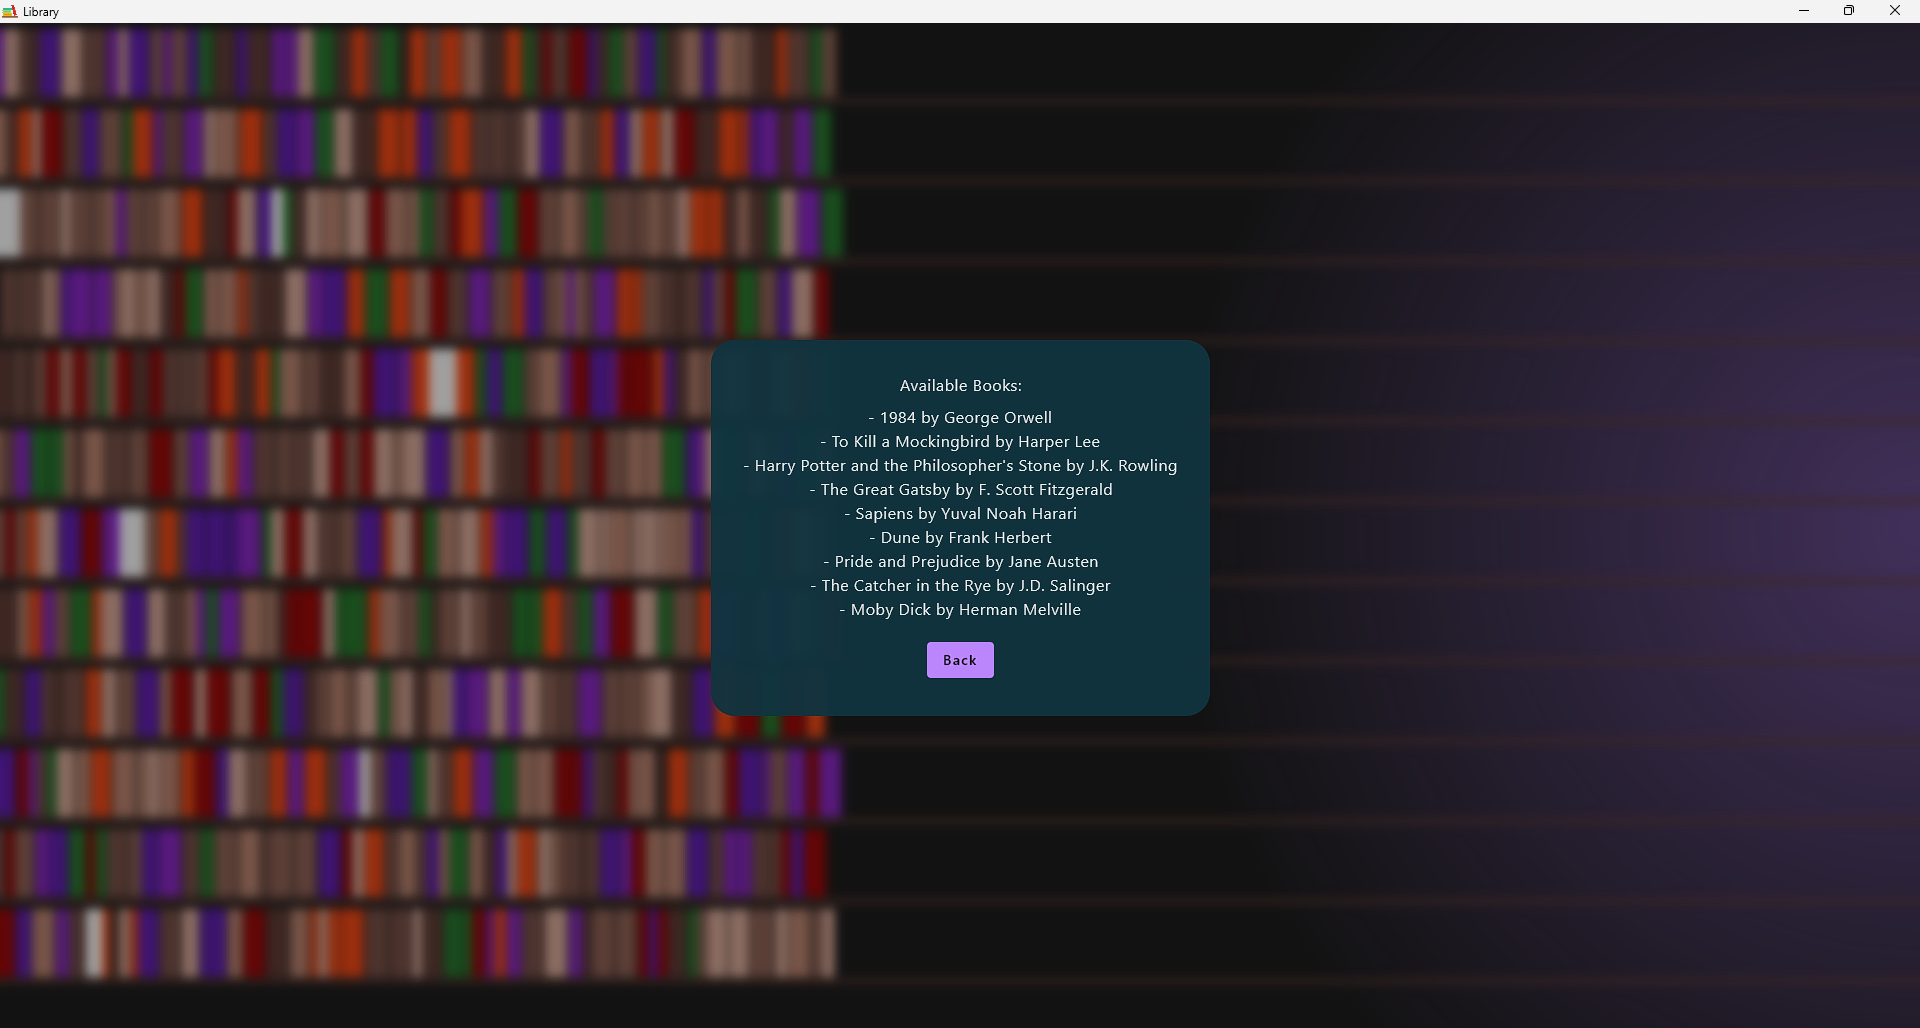 Library
Available Books:
- 1984 by George Orwell
- To Kill a Mockingbird by Harper Lee
- Harry Potter and the Philosopher's Stone by J.K. Rowling
- The Great Gatsby by F. Scott Fitzgerald
- Sapiens by Yuval Noah Harari
- Dune by Frank Herbert
- Pride and Prejudice by Jane Austen
- The Catcher in the Rye by J.D. Salinger
- Moby Dick by Herman Melville
Back